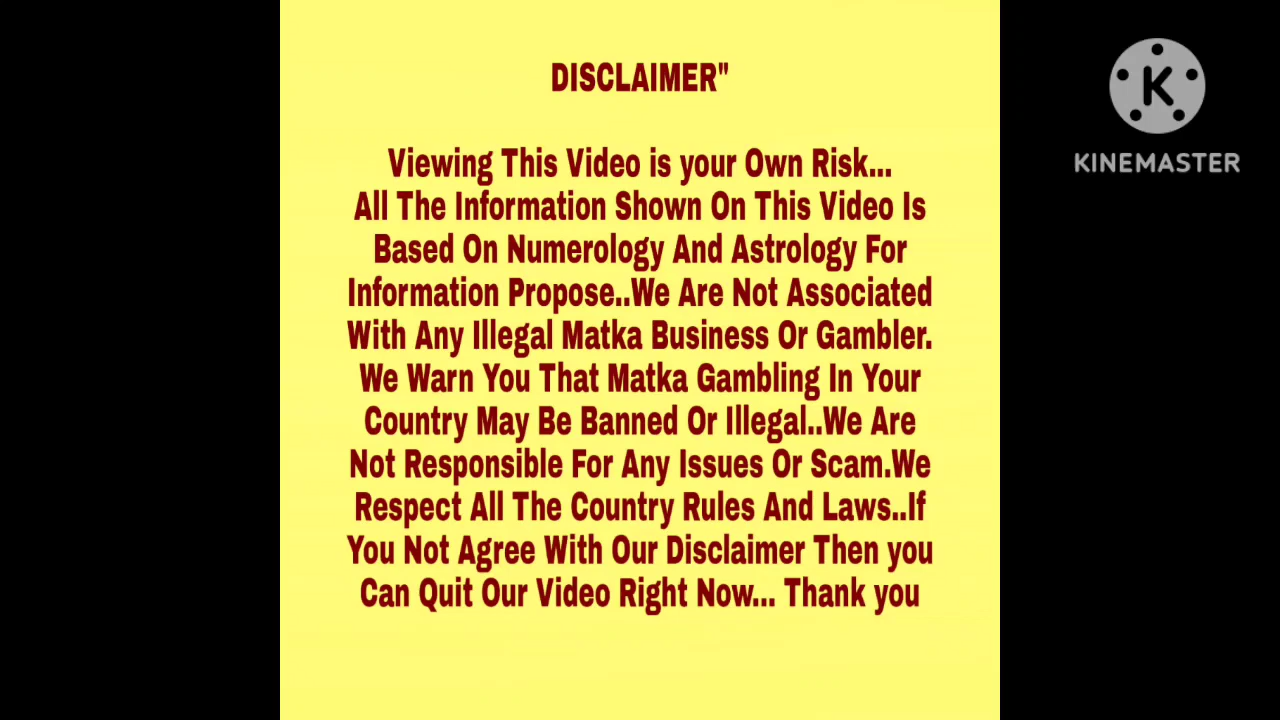 DISCLAIMER"
Viewing This Video is your Own Risk...
All The Information Shown On This Video Is
Based On Numerology And Astrology For
Information Propose..We Are Not Associated
With Any Illegal Matka Business Or Gambler.
We Warn You That Matka Gambling In Your
Country May Be Banned Or Illegal..We Are
Not Responsible For Any Issues Or Scam.We
Respect All The Country Rules And Laws..If
You Not Agree With Our Disclaimer Then you
Can Quit Our Video Right Now... Thank you
K
KINEMASTER